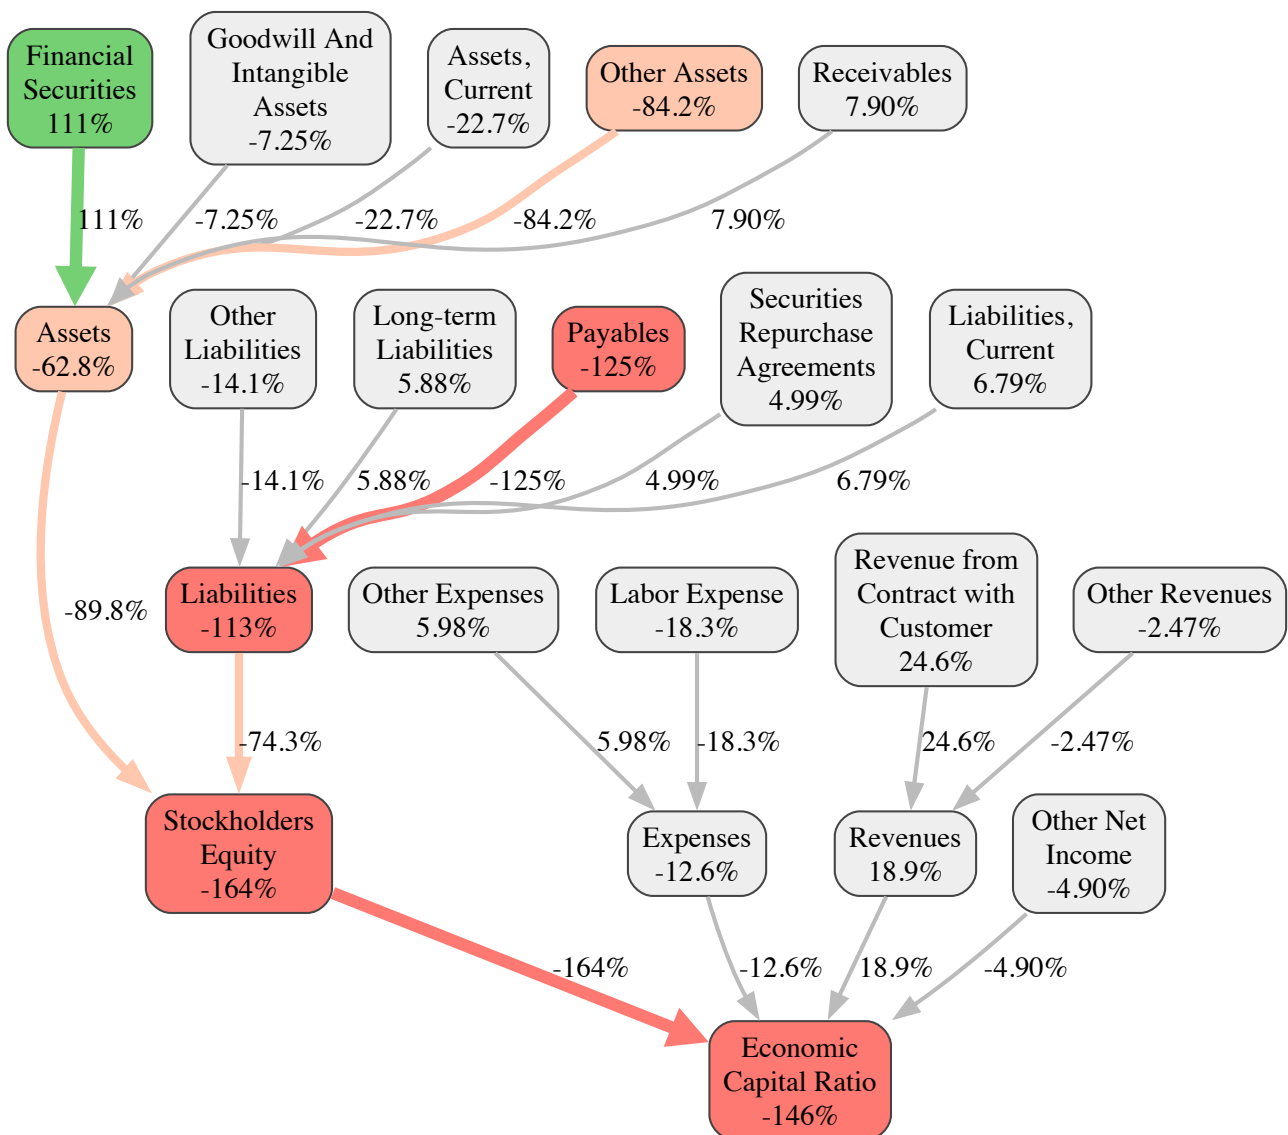 Financial
Securities
111%
Goodwill And
Intangible
Assets
-7.25%
Assets,
Current
-22.7%
Other Assets
-84.2%
Receivables
7.90%
111%
-7.25%
-22.7%
-84.2%
7.90%
Assets
-62.8%
Other
Liabilities
-14.1%
Long-term
Liabilities
5.88%
Payables
-125%
Securities
Repurchase
Agreements
4.99%
Liabilities,
Current
6.79%
-14.1%
5.88%
-125%
4.99%
6.79%
-89.8%
Liabilities
-113%
Other Expenses
5.98%
Labor Expense
-18.3%
Revenue from
Contract with
Customer
24.6%
Other Revenues
-2.47%
-74.3%
5.98%
-18.3%
24.6%
-2.47%
Stockholders
Equity
-164%
Expenses
-12.6%
Revenues
18.9%
Other Net
Income
-4.90%
-164%
-12.6%
18.9%
-4.90%
Economic
Capital Ratio
-146%